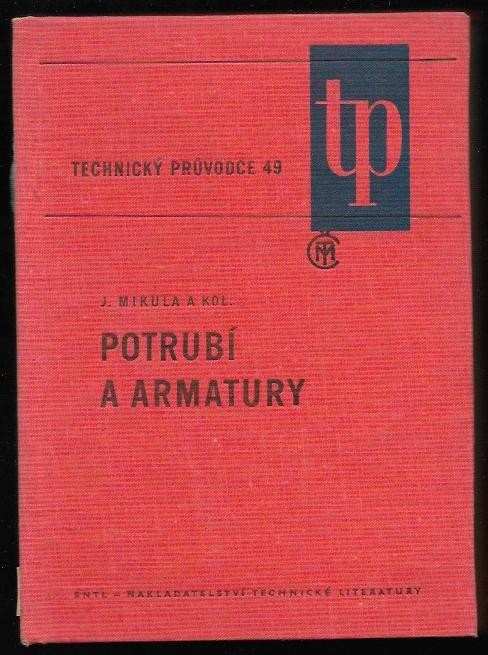 tp
TECHNICKÝ PRŮVODCE 49
J. MIKULA A KOL.
POTRUBÍ
A ARMATURY
SNTL – NAKLADATELSTVÍ TECHNICKÉ LITERATURY